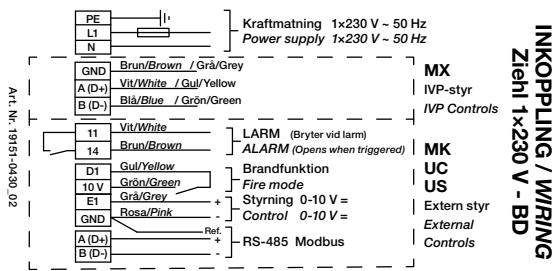 INKOPPLING / WIRING
Ziehl 1×230 V - BD
PE
L1
N
Kraftmatning 1×230 V ~ 50 Hz
Power supply 1×230 V ~ 50 Hz
GND Brun/Brown / Grå/Grey
A (D+) Vit/White / Gul/Yellow
B (D-) Blå/Blue / Grön/Green
MX
IVP-styr
IVP Controls
11 Vit/White
14 Brun/Brown
LARM (Bryter vid larm)
ALARM (Opens when triggered)
D1 Gul/Yellow
10 V Grön/Green
Brandfunktion
Fire mode
E1 Grå/Grey +
GND Rosa/Pink -
Styrning 0-10 V =
Control 0-10 V =
Ref.
A (D+) +
B (D-) -
RS-485 Modbus
MK
UC
US
Extern styr
External
Controls
Art. Nr. 19151-0430_02